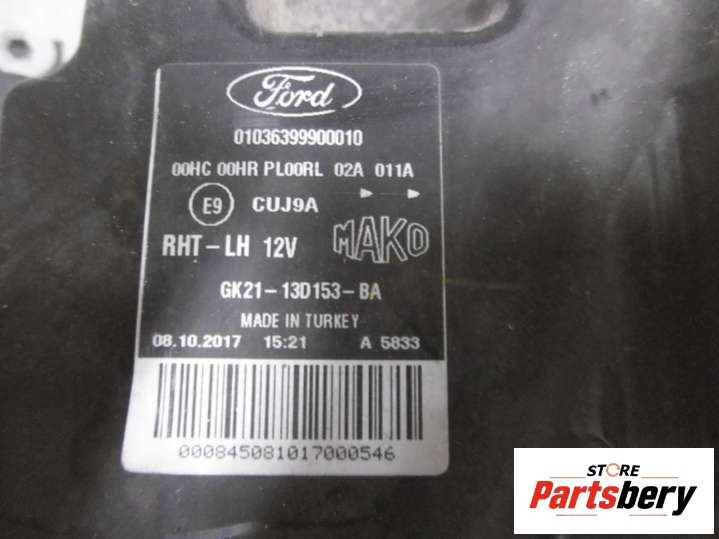 Ford
01036399900010
00HC 00HR PL00RL 02A 011A
E9 CUJ9A
RHT-LH 12V MAKO
GK21-13D153-BA
MADE IN TURKEY
08.10.2017 15:21 A 5833
000845081017000546
STORE
Partsbery